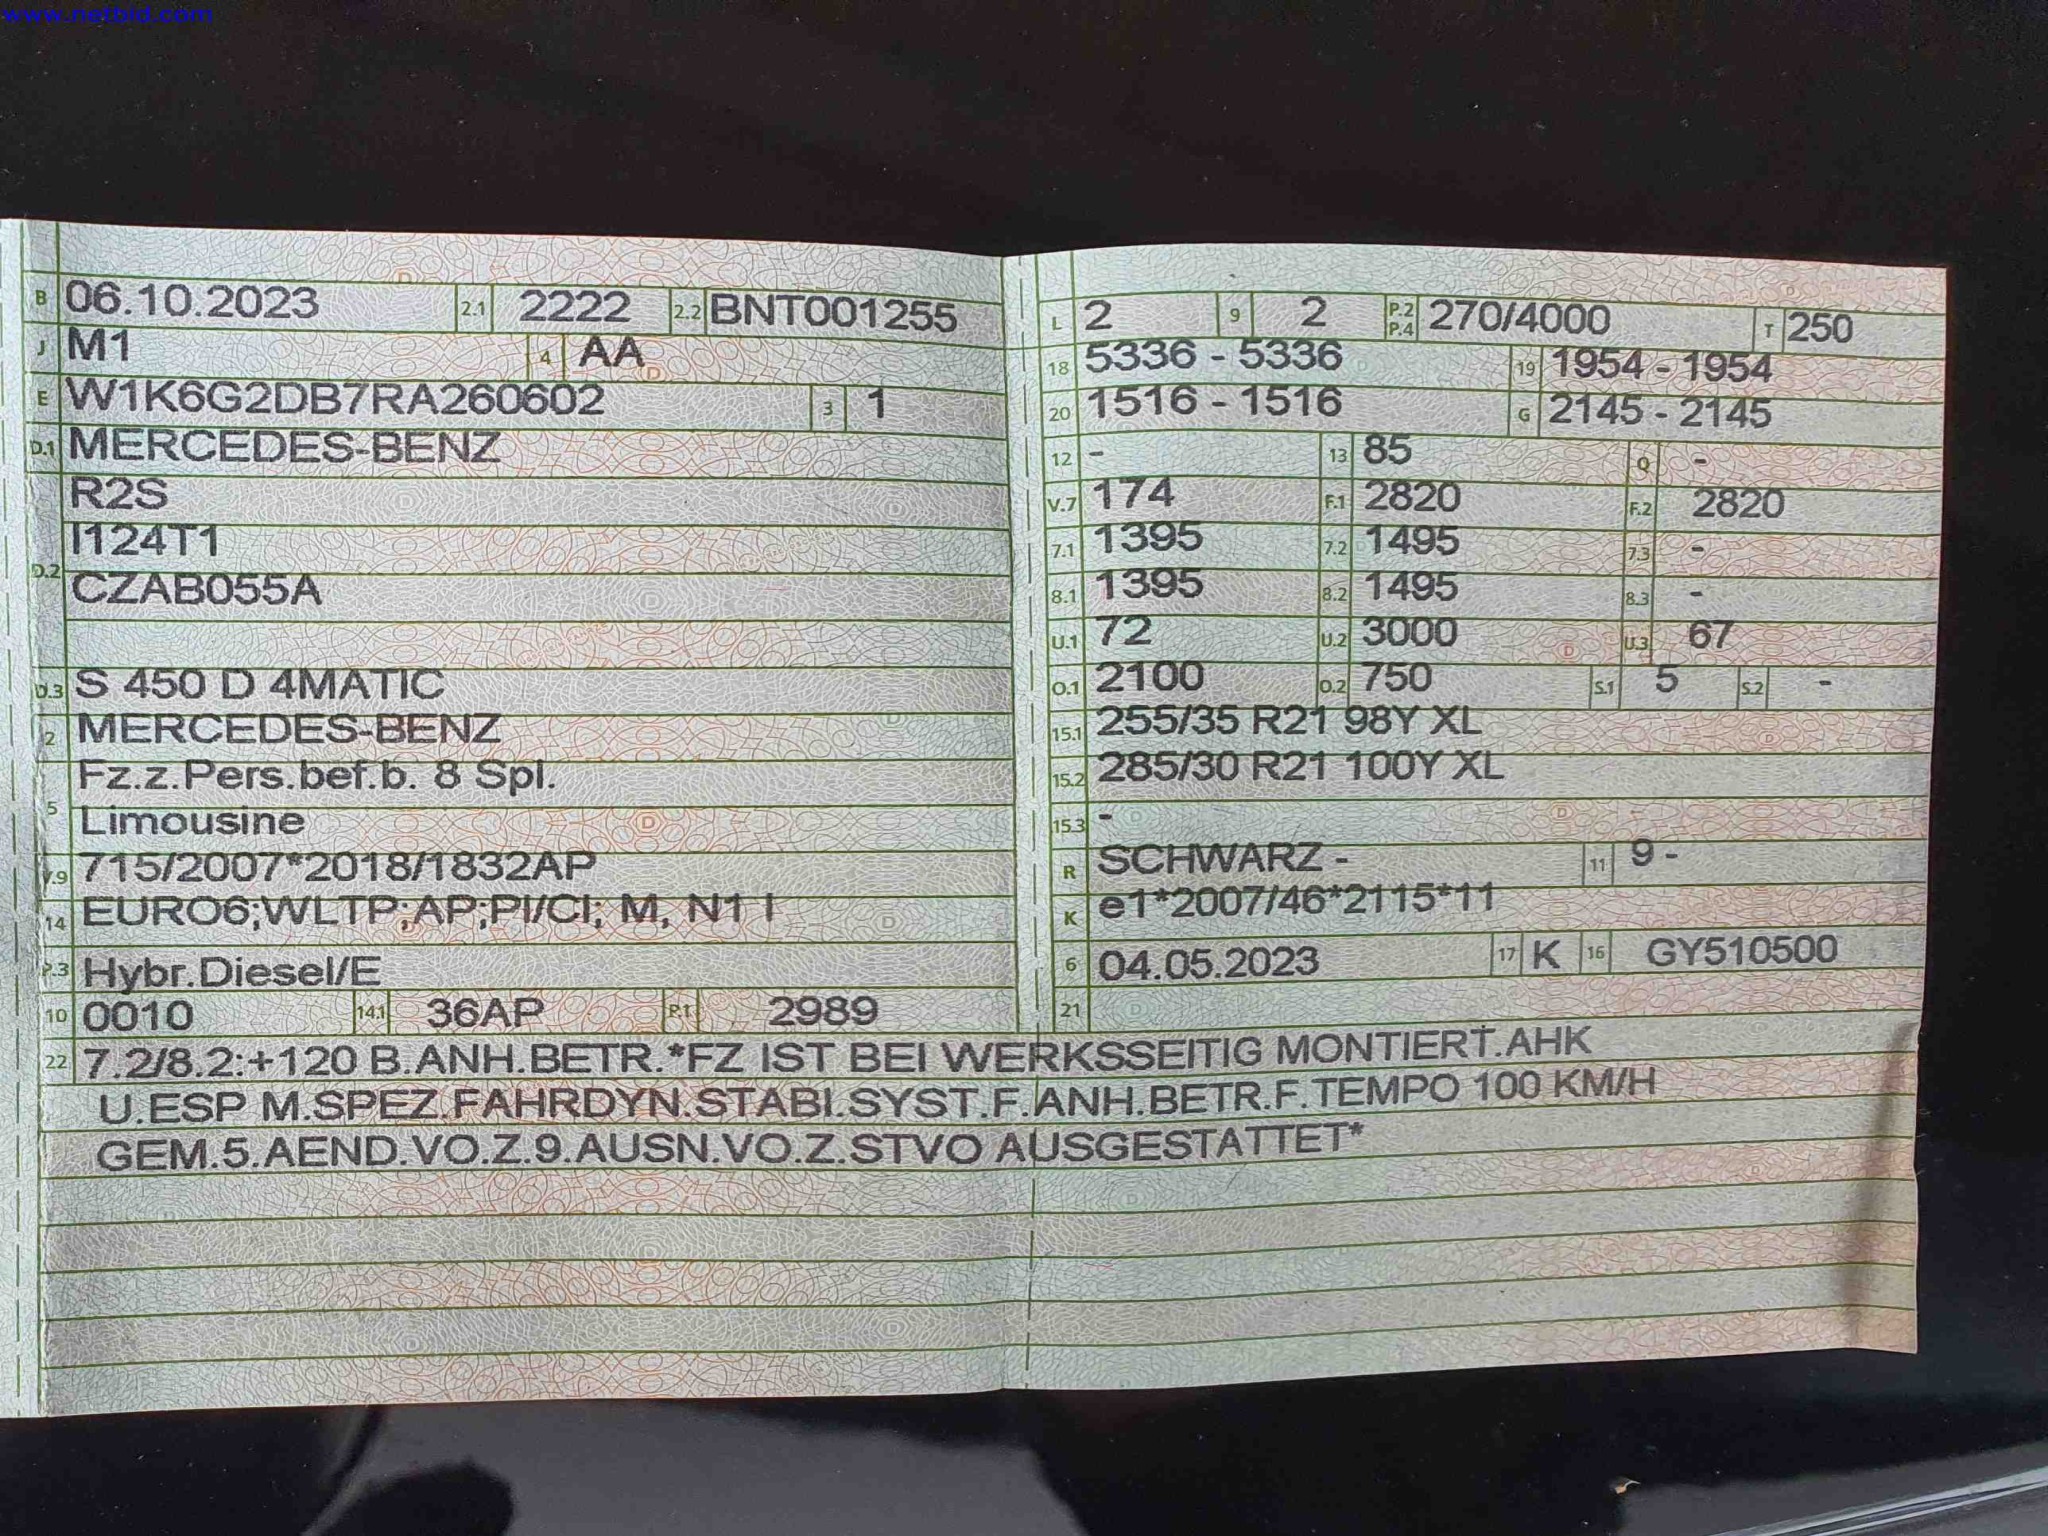 www.netbid.com
B 06.10.2023 2.1 2222 2.2 BNT001255
J M1 4 AA
E W1K6G2DB7RA260602 3 1
D.1 MERCEDES-BENZ
R2S
I124T1
D.2
CZAB055A
D.3 S 450 D 4MATIC
2 MERCEDES-BENZ
Fz.z.Pers.bef.b. 8 Spl.
5
Limousine
V.9 715/2007*2018/1832AP
14 EURO6;WLTP;AP;PI/CI; M, N1 I
P.3 Hybr.Diesel/E
10 0010 14.1 36AP P.1 2989
L 2 9 2 P.2 P.4 270/4000 T 250
18 5336 - 5336 19 1954 - 1954
20 1516 - 1516 G 2145 - 2145
12 - 13 85 Q -
V.7 174 F.1 2820 F.2 2820
7.1 1395 7.2 1495 7.3 -
8.1 1395 8.2 1495 8.3 -
U.1 72 U.2 3000 U.3 67
O.1 2100 O.2 750 S.1 5 S.2 -
15.1 255/35 R21 98Y XL
15.2 285/30 R21 100Y XL
15.3 -
R SCHWARZ - 11 9 -
K e1*2007/46*2115*11
6 04.05.2023 17 K 16 GY510500
21
22 7.2/8.2:+120 B.ANH.BETR.*FZ IST BEI WERKSSEITIG MONTIERT.AHK
U.ESP M.SPEZ.FAHRDYN.STABI.SYST.F.ANH.BETR.F.TEMPO 100 KM/H
GEM.5.AEND.VO.Z.9.AUSN.VO.Z.STVO AUSGESTATTET*